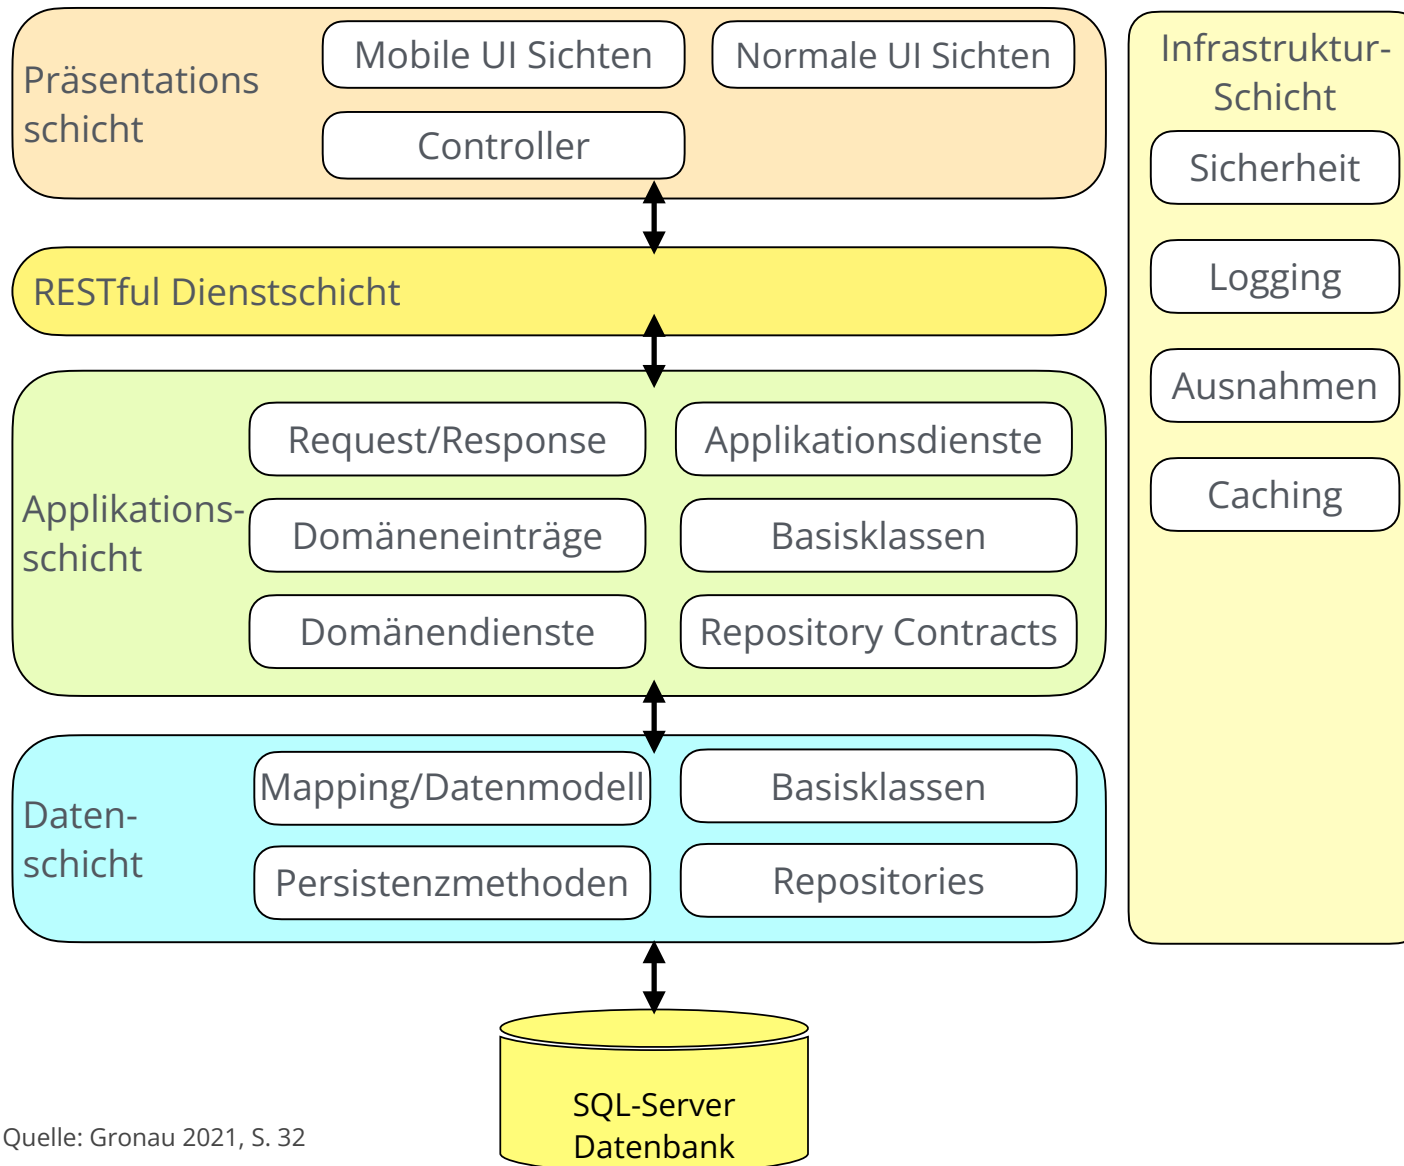 Präsentations
schicht
Mobile UI Sichten
Normale UI Sichten
Controller
RESTful Dienstschicht
Applikations-
schicht
Request/Response
Applikationsdienste
Domäneneinträge
Basisklassen
Domänendienste
Repository Contracts
Daten-
schicht
Mapping/Datenmodell
Basisklassen
Persistenzmethoden
Repositories
SQL-Server
Datenbank
Infrastruktur-
Schicht
Sicherheit
Logging
Ausnahmen
Caching
Quelle: Gronau 2021, S. 32